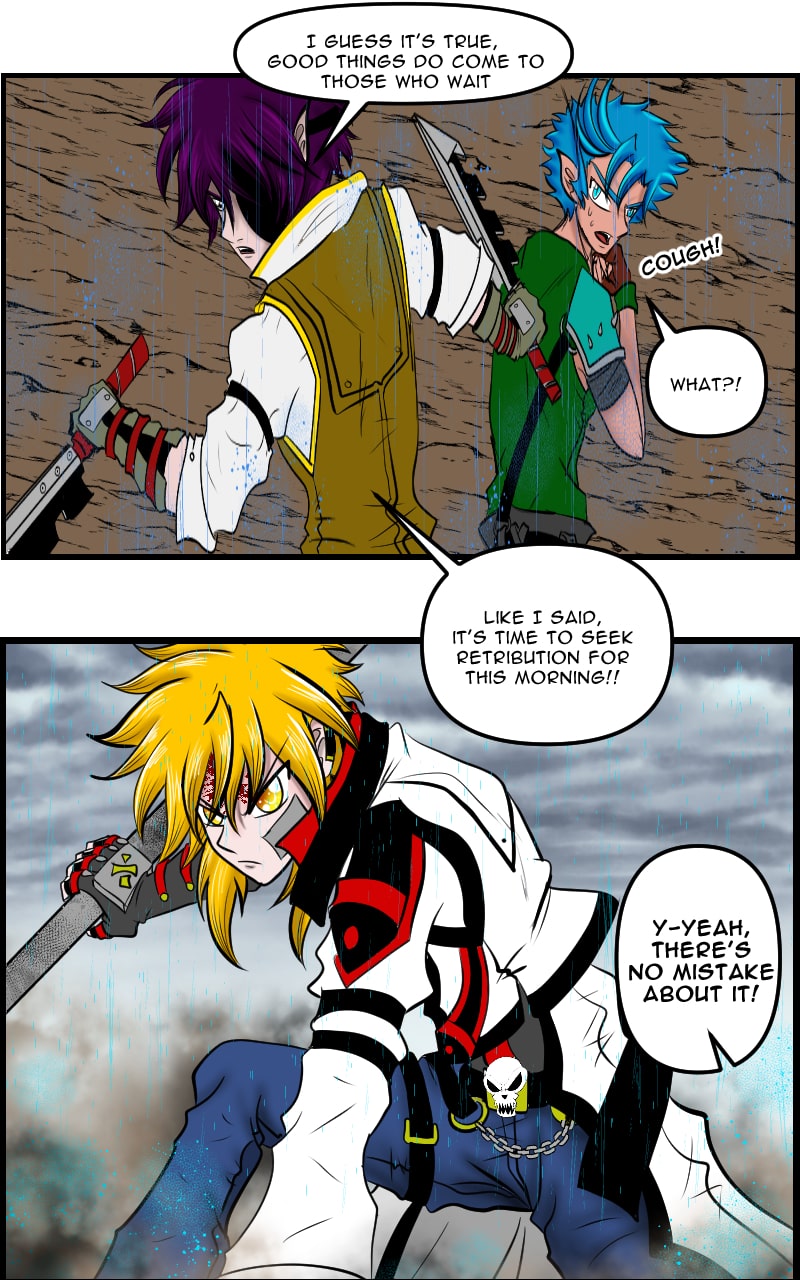 I GUESS IT'S TRUE,
GOOD THINGS DO COME TO
THOSE WHO WAIT
COUGH!
WHAT?!
LIKE I SAID,
IT'S TIME TO SEEK
RETRIBUTION FOR
THIS MORNING!!
Y-YEAH,
THERE'S
NO MISTAKE
ABOUT IT!